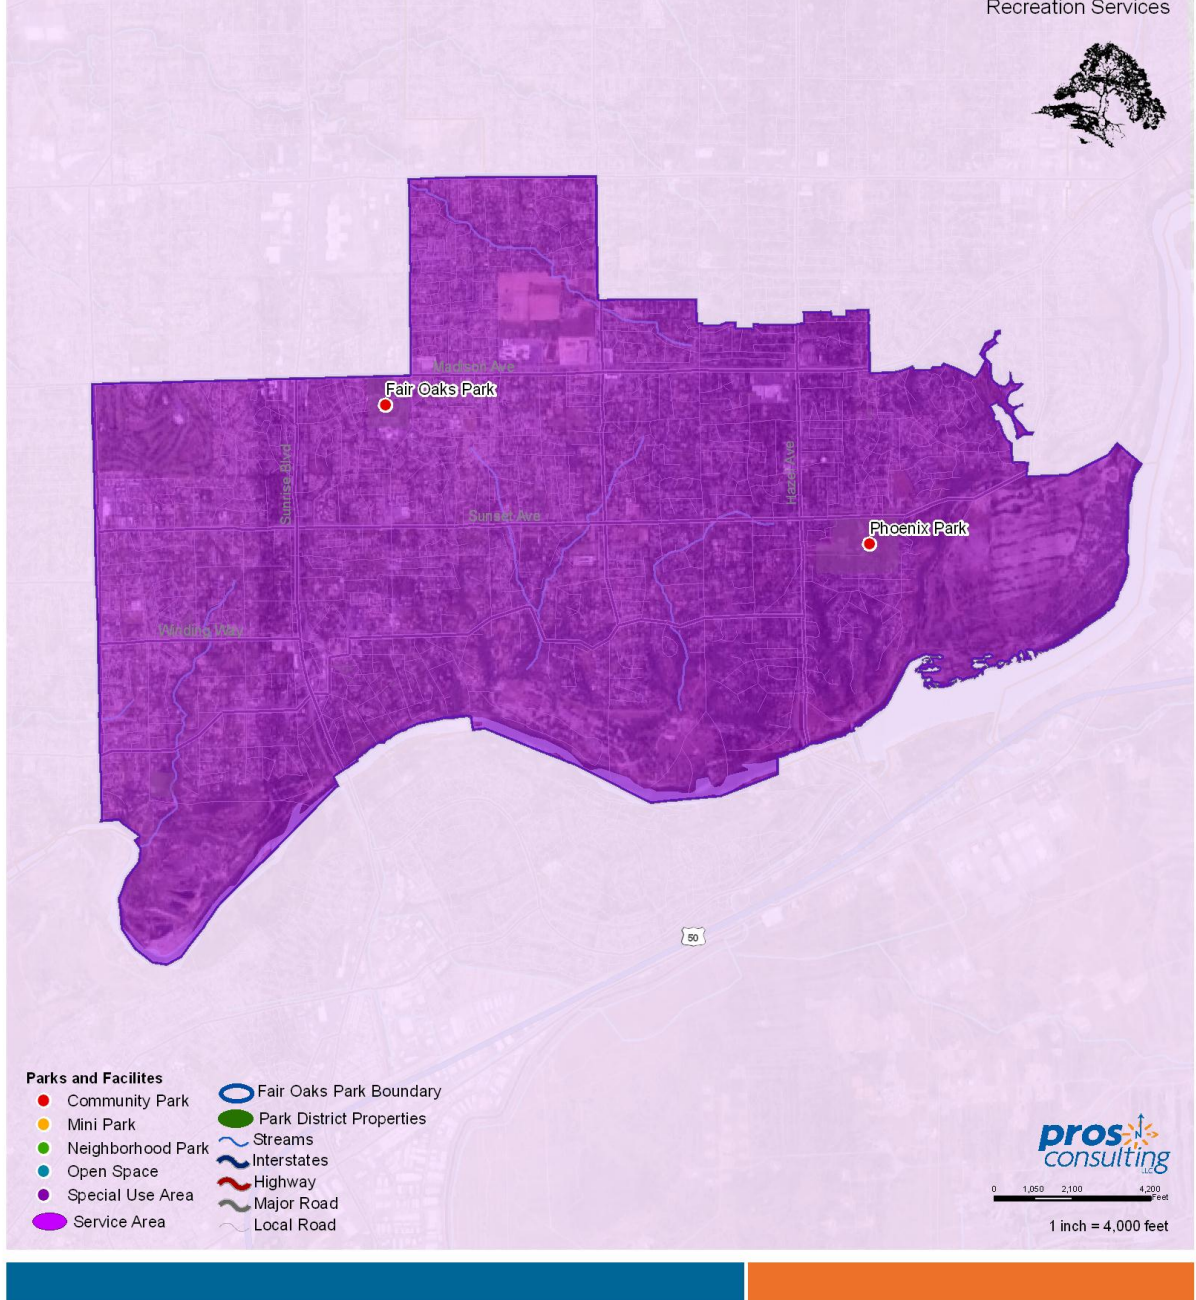 Recreation Services
Madison Ave
Fair Oaks Park
Sunrise Blvd
Hazel Ave
Sunset Ave
Phoenix Park
Winding Way
50
Parks and Facilites
Community Park
Mini Park
Neighborhood Park
Open Space
Special Use Area
Service Area
Fair Oaks Park Boundary
Park District Properties
Streams
Interstates
Highway
Major Road
Local Road
N
pros
consulting
LLC
0 1,050 2,100 4,200
Feet
1 inch = 4,000 feet